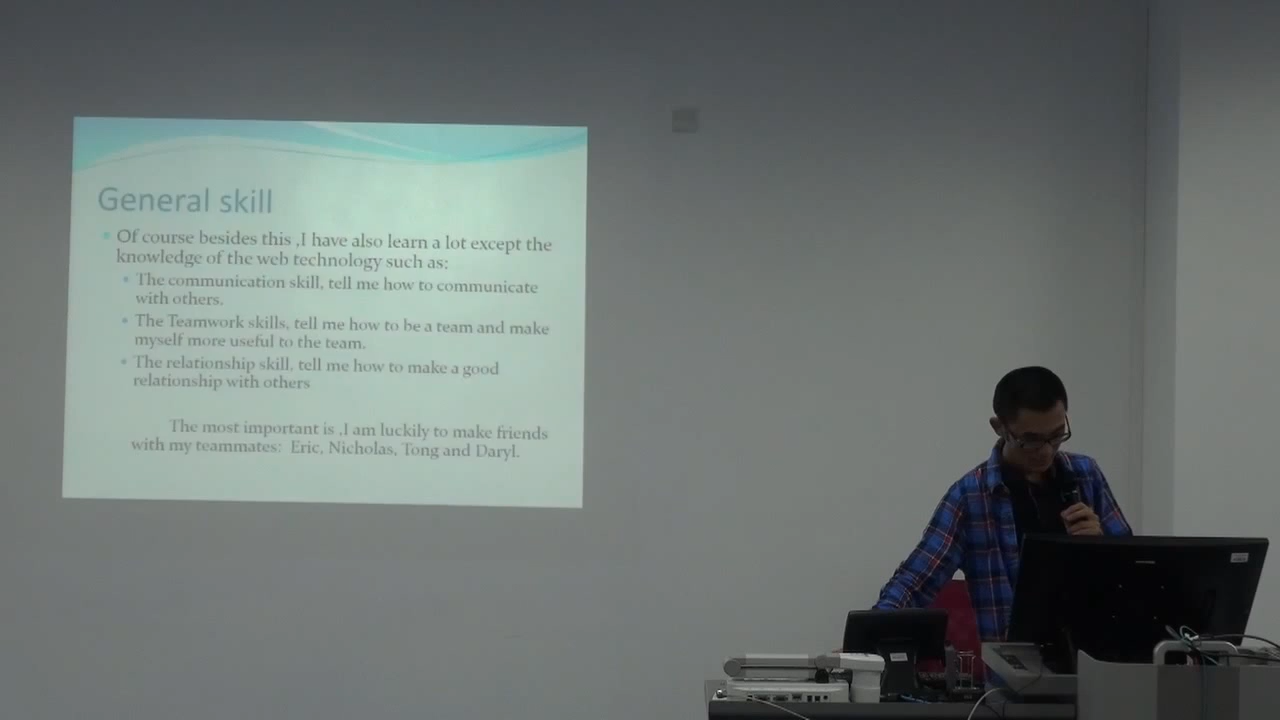 General skill
Of course besides this ,I have also learn a lot except the
knowledge of the web technology such as:
The communication skill, tell me how to communicate
with others.
The Teamwork skills, tell me how to be a team and make
myself more useful to the team.
The relationship skill, tell me how to make a good
relationship with others
The most important is ,I am luckily to make friends
with my teammates: Eric, Nicholas, Tong and Daryl.